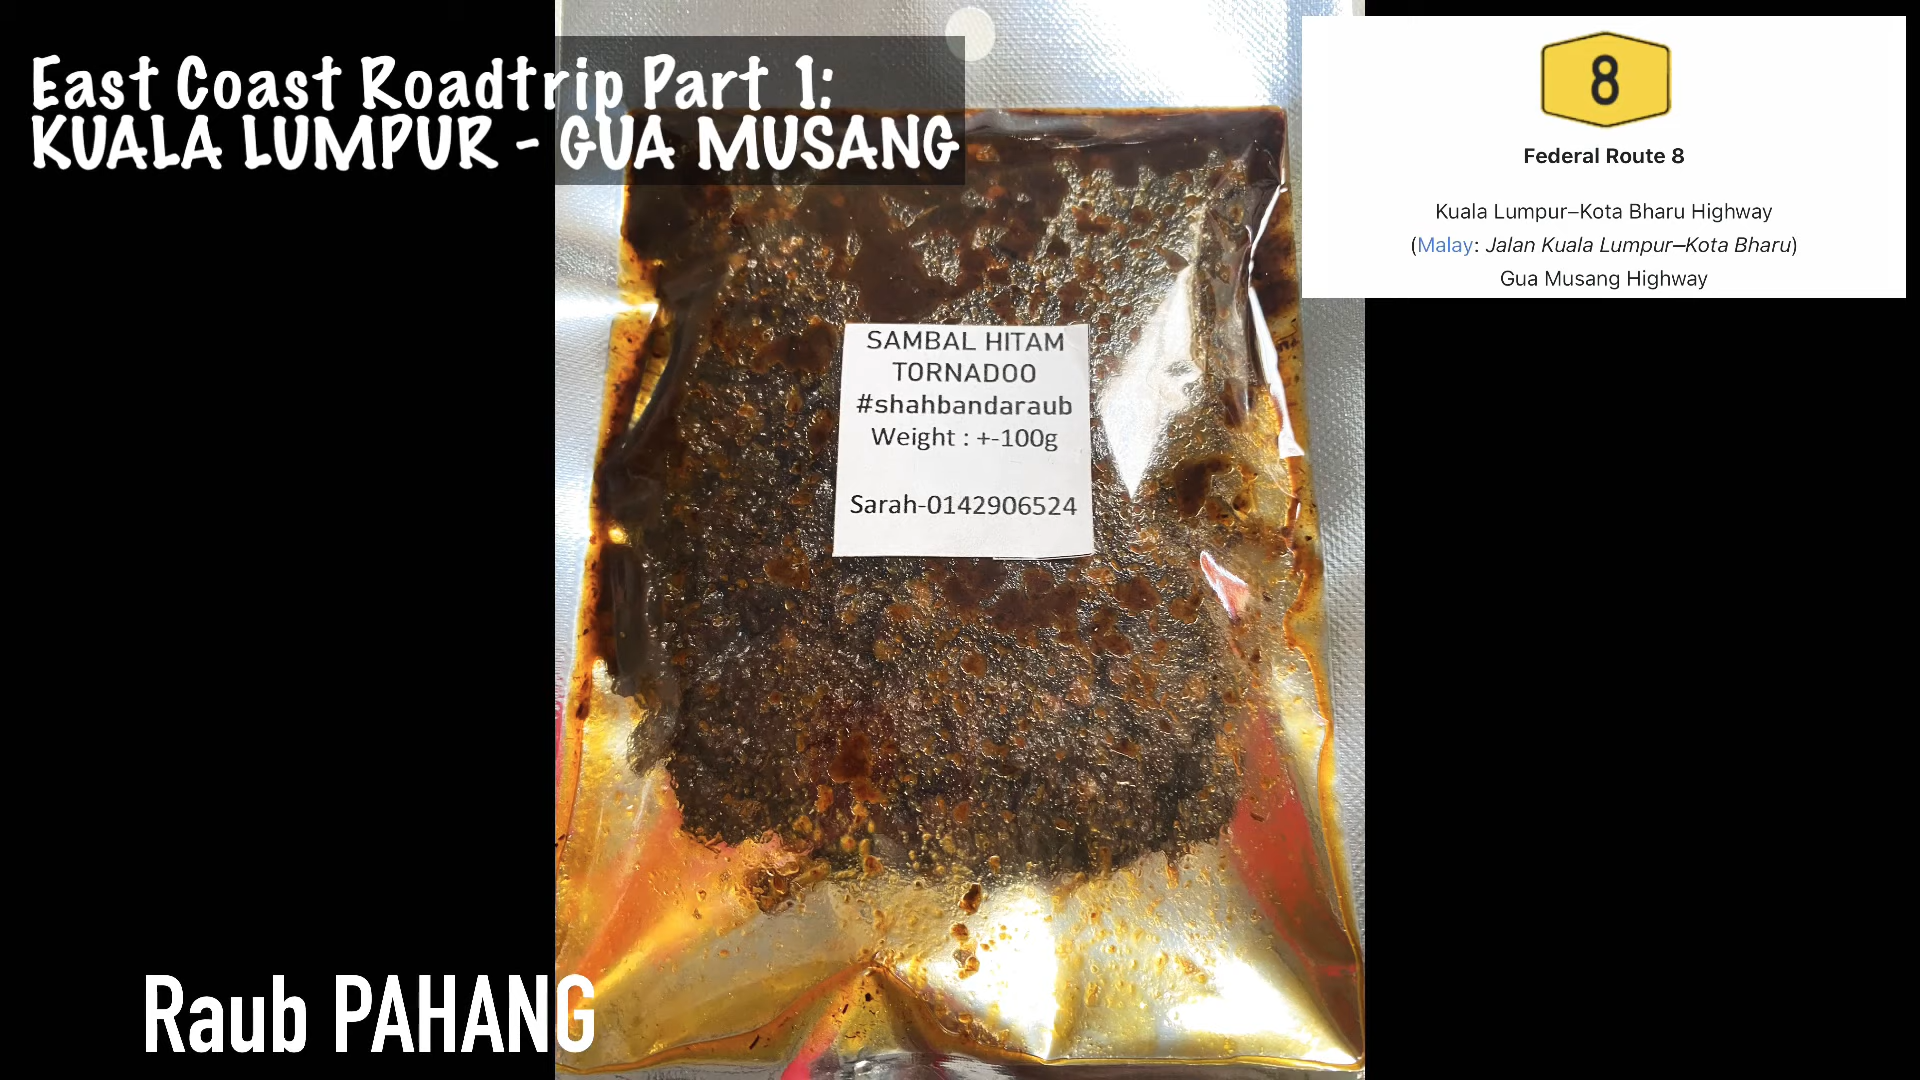 East Coast Roadtrip Part 1:
KUALA LUMPUR - GUA MUSANG
8
Federal Route 8
Kuala Lumpur–Kota Bharu Highway
(Malay: Jalan Kuala Lumpur–Kota Bharu)
Gua Musang Highway
SAMBAL HITAM
TORNADOO
#shahbandaraub
Weight : +-100g
Sarah-0142906524
Raub PAHANG